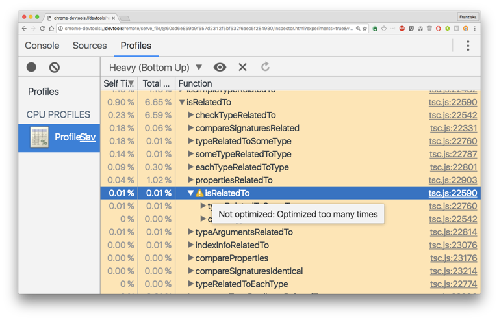 Console Sources Profiles
Heavy (Bottom Up)
Profiles
CPU PROFILES
Profile Sav
Self Ti. Total ... Function
0.90 % 6.65 % isRelatedTo tsc.js:22590
0.23 % 6.59 % checkTypeRelatedTo tsc.js:22542
0.18 % 0.06 % compareSignaturesRelated tsc.js:22331
0.18 % 0.01 % typeRelatedToSomeType tsc.js:22760
0.14 % 0.01 % someTypeRelatedToType tsc.js:22787
0.09 % 0.30 % eachTypeRelatedToType tsc.js:22801
0.04 % 1.02 % propertiesRelatedTo tsc.js:22903
0.01 % 0.01 % isRelatedTo tsc.js:22590
0.01 % 0.01 % tsc.js:22760
Not optimized: Optimized too many times
0 % 0 % tsc.js:22542
0.01 % 0.01 % typeArgumentsRelatedTo tsc.js:22814
0.00 % 0.01 % indexInfoRelatedTo tsc.js:23076
0.00 % 0.00 % compareProperties tsc.js:23176
0.00 % 0.00 % compareSignaturesIdentical tsc.js:23214
0 % 0.00 % typeRelatedToEachType tsc.js:22774